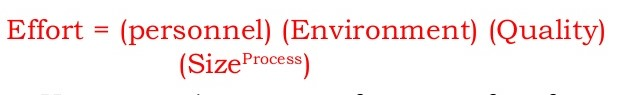 Effort = (personnel) (Environment) (Quality)
(Size^Process)